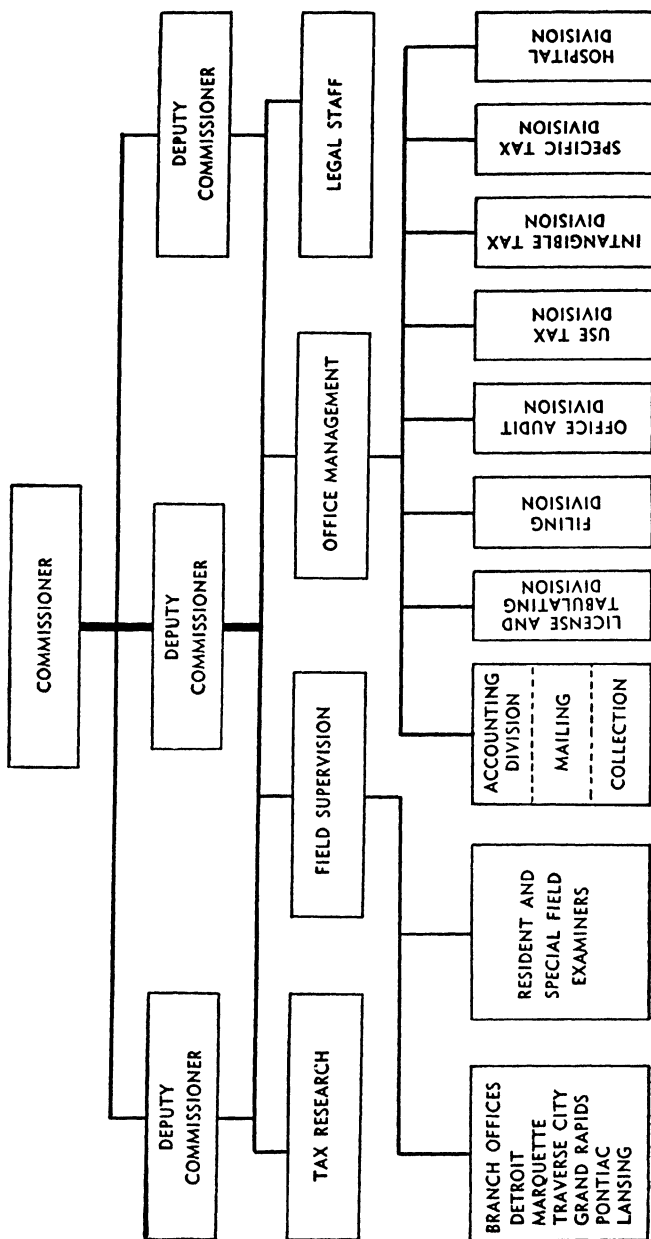 COMMISSIONER
DEPUTY
COMMISSIONER
DEPUTY
COMMISSIONER
DEPUTY
COMMISSIONER
TAX RESEARCH
FIELD SUPERVISION
OFFICE MANAGEMENT
LEGAL STAFF
BRANCH OFFICES
DETROIT
MARQUETTE
TRAVERSE CITY
GRAND RAPIDS
PONTIAC
LANSING
RESIDENT AND
SPECIAL FIELD
EXAMINERS
ACCOUNTING
DIVISION
MAILING
COLLECTION
LICENSE AND
TABULATING
DIVISION
FILING
DIVISION
OFFICE AUDIT
DIVISION
USE TAX
DIVISION
INTANGIBLE TAX
DIVISION
SPECIFIC TAX
DIVISION
HOSPITAL
DIVISION